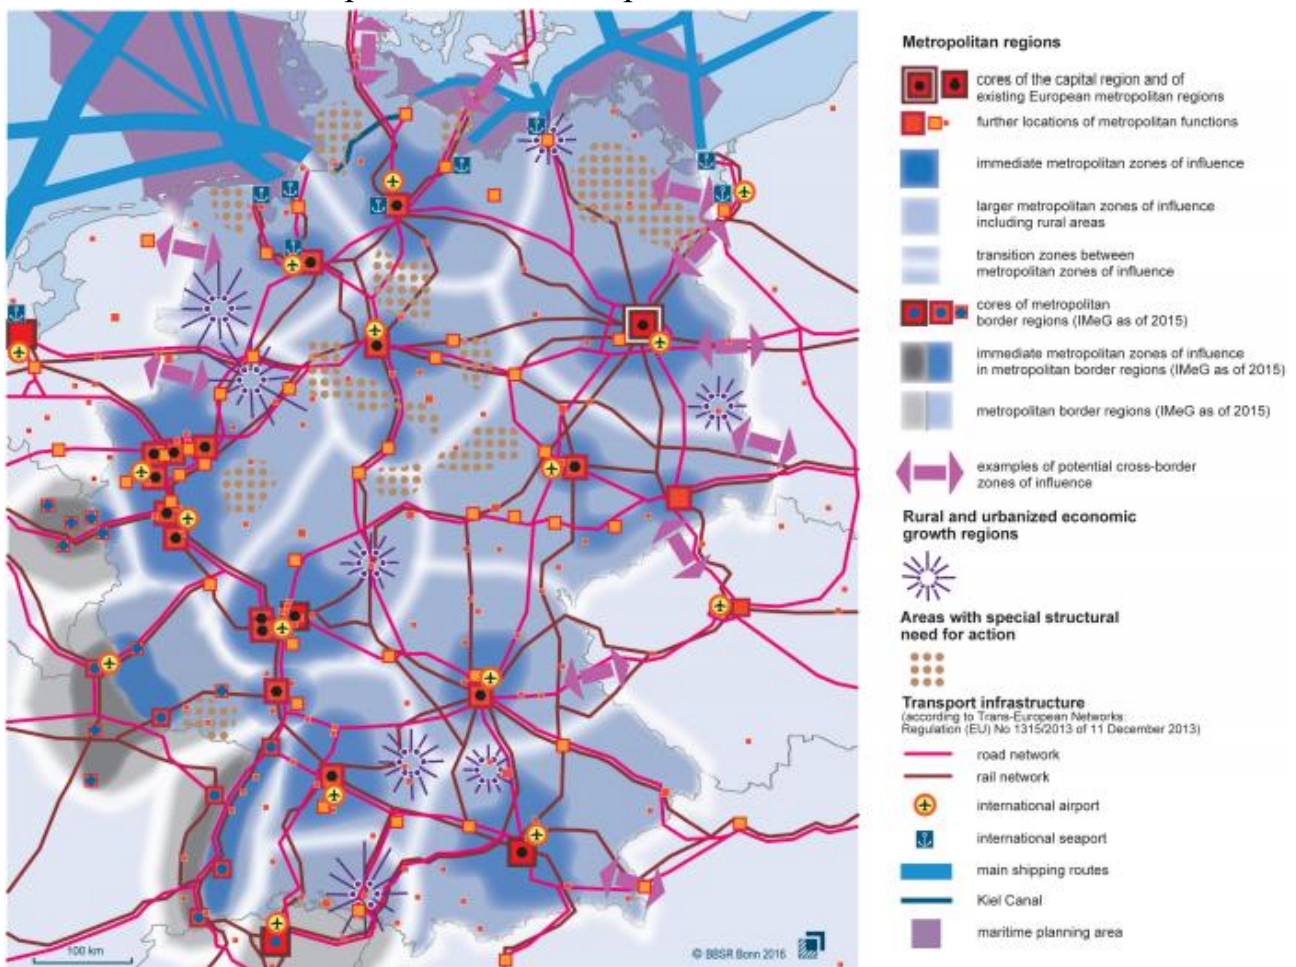 Metropolitan regions
cores of the capital region and of
existing European metropolitan regions
further locations of metropolitan functions
immediate metropolitan zones of influence
larger metropolitan zones of influence
including rural areas
transition zones between
metropolitan zones of influence
cores of metropolitan
border regions (IMeG as of 2015)
immediate metropolitan zones of influence
in metropolitan border regions (IMeG as of 2015)
metropolitan border regions (IMeG as of 2015)
examples of potential cross-border
zones of influence
Rural and urbanized economic
growth regions
Areas with special structural
need for action
Transport infrastructure
(according to Trans-European Networks:
Regulation (EU) No 1315/2013 of 11 December 2013)
road network
rail network
international airport
international seaport
main shipping routes
Kiel Canal
maritime planning area
100 km
© BBSR Bonn 2016